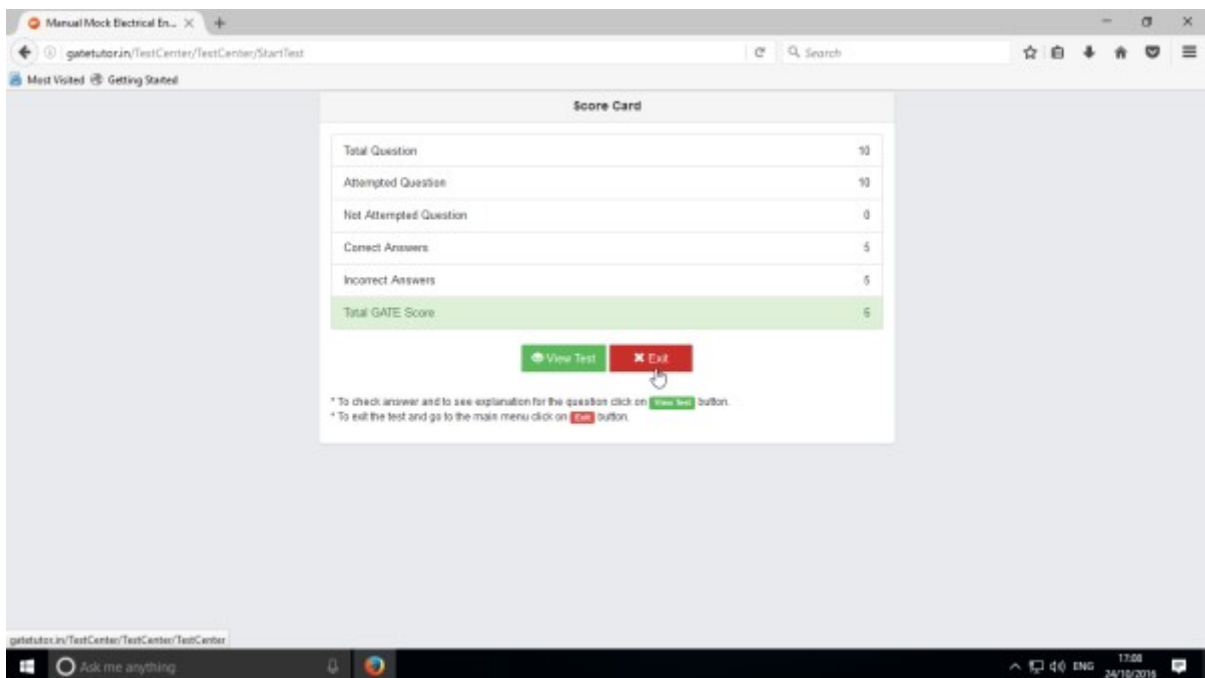 Manual Mock Electrical En...
gatetutor.in/TestCenter/TestCenter/StartTest
Search
Most Visited Getting Started
Score Card
Total Question 10
Attempted Question 10
Not Attempted Question 0
Correct Answers 5
Incorrect Answers 5
Total GATE Score
View Test Exit
* To check answer and to see explanation for the question click on View Test button.
* To exit the test and go to the main menu click on Exit button.
gatetutor.in/TestCenter/TestCenter/TestCenter
Ask me anything
ENG
17:08
24/10/2016